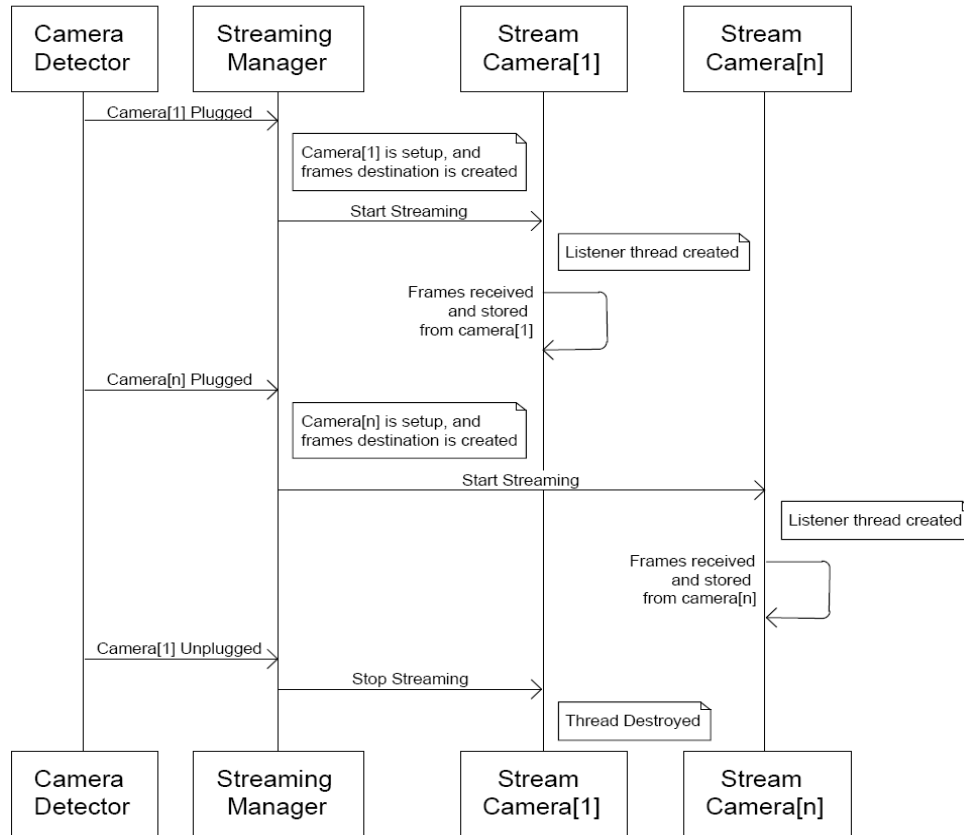 Camera
Detector
Streaming
Manager
Stream
Camera[1]
Stream
Camera[n]
Camera[1] Plugged
Camera[1] is setup, and
frames destination is created
Start Streaming
Listener thread created
Frames received
and stored
from camera[1]
Camera[n] Plugged
Camera[n] is setup, and
frames destination is created
Start Streaming
Listener thread created
Frames received
and stored
from camera[n]
Camera[1] Unplugged
Stop Streaming
Thread Destroyed
Camera
Detector
Streaming
Manager
Stream
Camera[1]
Stream
Camera[n]